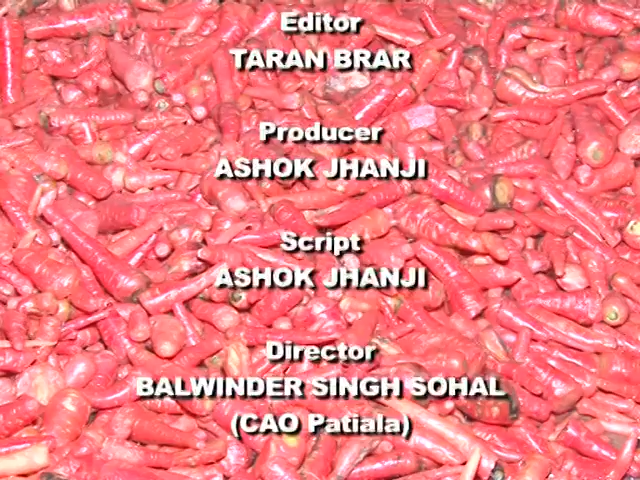 Editor
TARAN BRAR
Producer
ASHOK JHANJI
Script
ASHOK JHANJI
Director
BALWINDER SINGH SOHAL
(CAO Patiala)